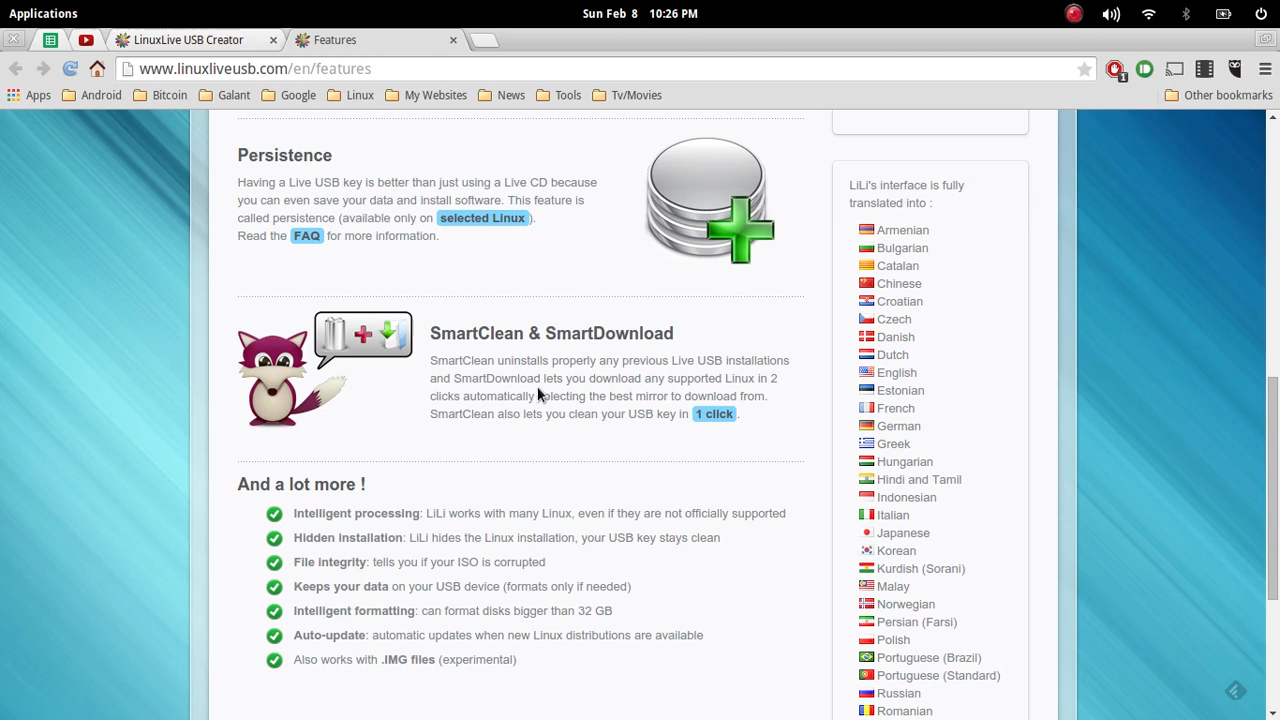 Applications
Sun Feb 8 10:26 PM
LinuxLive USB Creator
Features
www.linuxliveusb.com/en/features
1
Apps
Android
Bitcoin
Galant
Google
Linux
My Websites
News
Tools
Tv/Movies
Other bookmarks
Persistence
Having a Live USB key is better than just using a Live CD because
you can even save your data and install software. This feature is
called persistence (available only on selected Linux).
Read the FAQ for more information.
SmartClean & SmartDownload
SmartClean uninstalls properly any previous Live USB installations
and SmartDownload lets you download any supported Linux in 2
clicks automatically selecting the best mirror to download from.
SmartClean also lets you clean your USB key in 1 click.
And a lot more !
Intelligent processing: LiLi works with many Linux, even if they are not officially supported
Hidden installation: LiLi hides the Linux installation, your USB key stays clean
File integrity: tells you if your ISO is corrupted
Keeps your data on your USB device (formats only if needed)
Intelligent formatting: can format disks bigger than 32 GB
Auto-update: automatic updates when new Linux distributions are available
Also works with .IMG files (experimental)
LiLi's interface is fully
translated into :
Armenian
Bulgarian
Catalan
Chinese
Croatian
Czech
Danish
Dutch
English
Estonian
French
German
Greek
Hungarian
Hindi and Tamil
Indonesian
Italian
Japanese
Korean
Kurdish (Sorani)
Malay
Norwegian
Persian (Farsi)
Polish
Portuguese (Brazil)
Portuguese (Standard)
Russian
Romanian